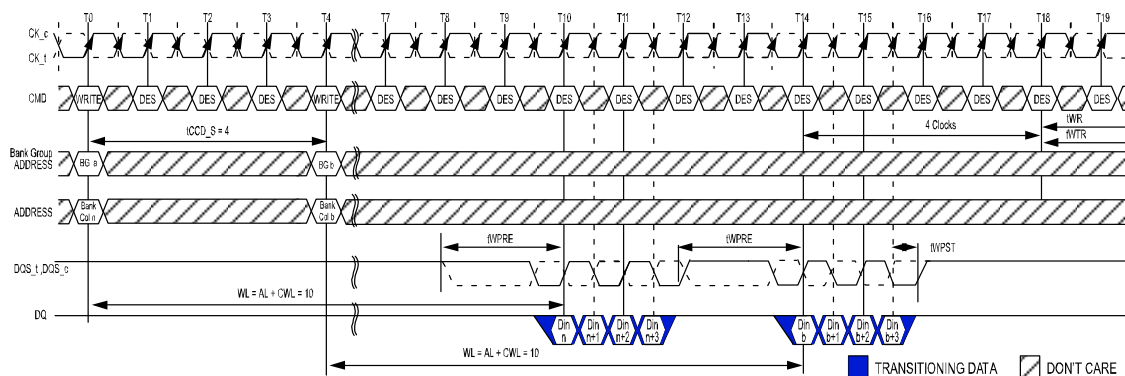 T0 T1 T2 T3 T4 T7 T8 T9 T10 T11 T12 T13 T14 T15 T16 T17 T18 T19
CK_c
CK_t
CMD WRITE DES DES DES WRITE DES DES DES DES DES DES DES DES DES DES DES DES DES
tCCD_S = 4 4 Clocks tWR
tWTR
Bank Group
ADDRESS BG a BG b
ADDRESS Bank Col n Bank Col b
tWPRE tWPRE tWPST
DQS_t ,DQS_c
WL = AL + CWL = 10
DQ Din n Din n+1 Din n+2 Din n+3 Din b Din b+1 Din b+2 Din b+3
WL = AL + CWL = 10
TRANSITIONING DATA DON'T CARE